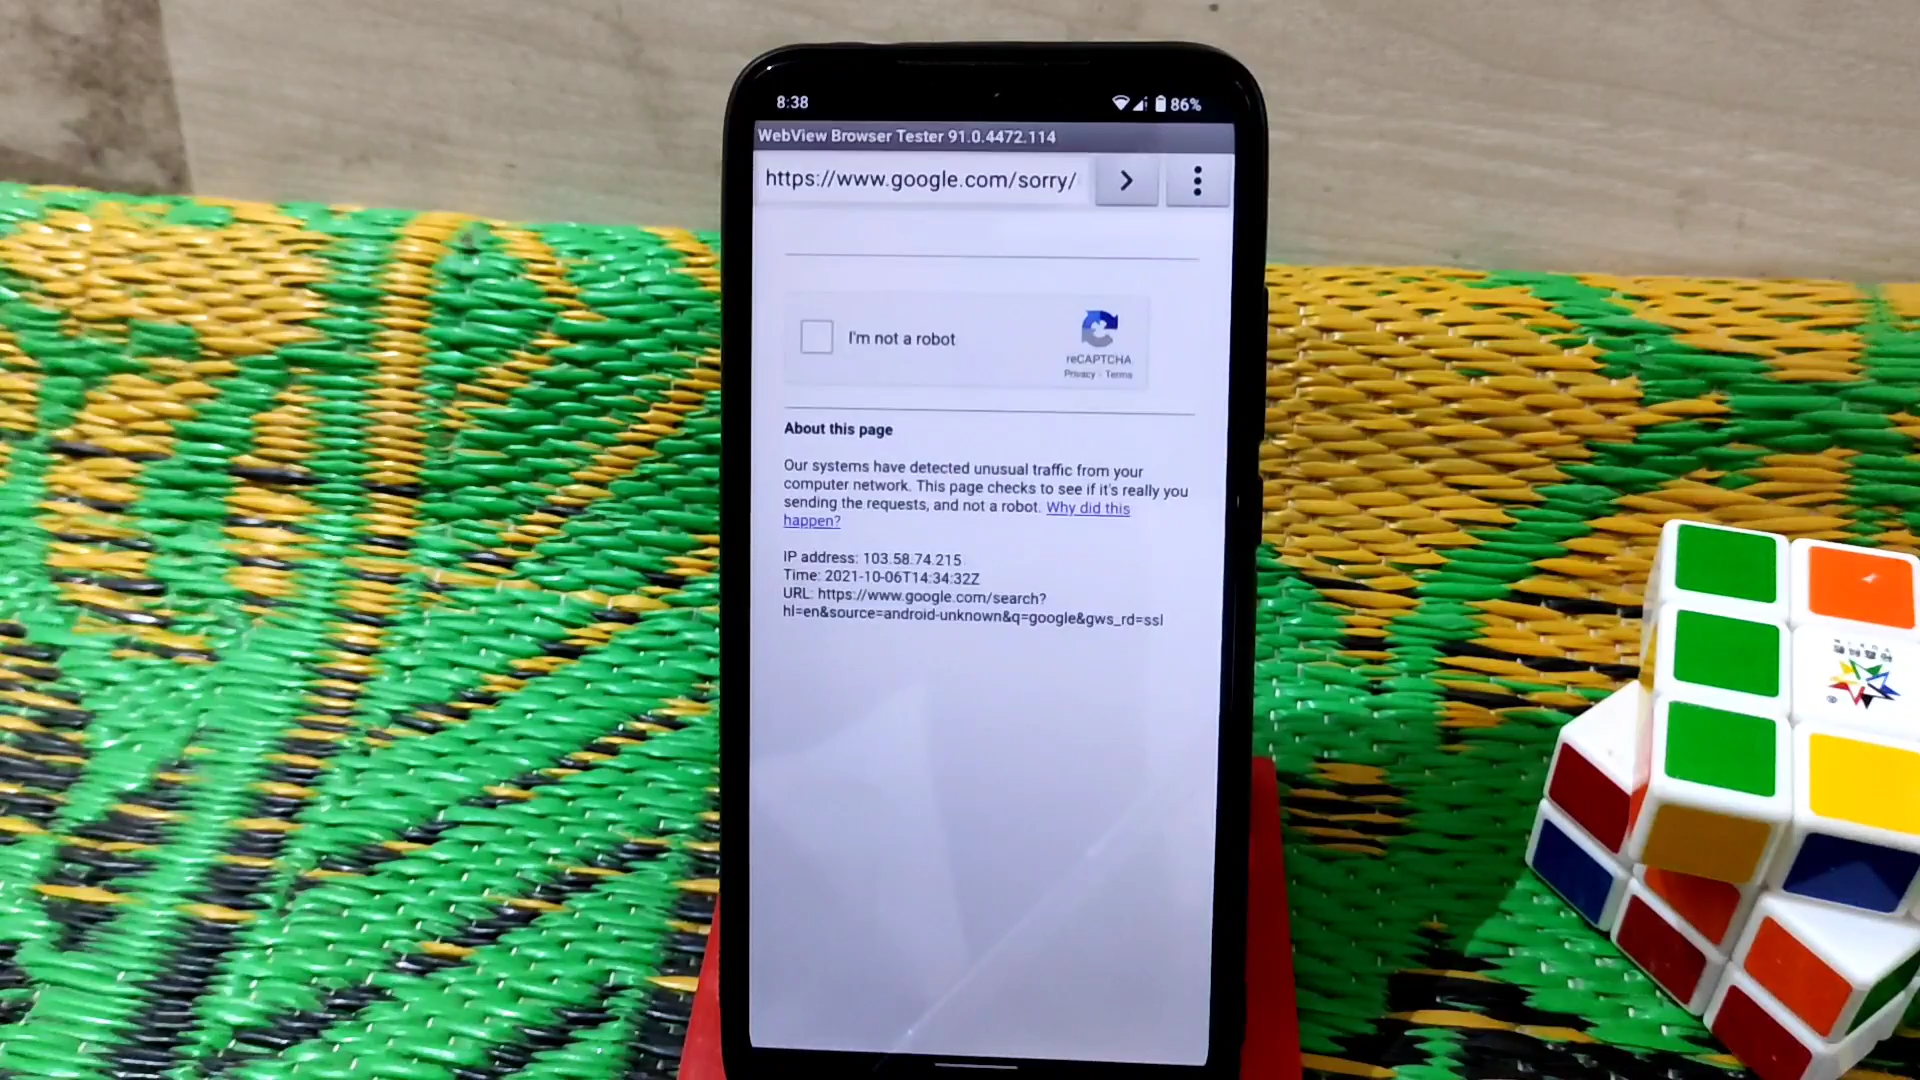 8:38
86%
WebView Browser Tester 91.0.4472.114
https://www.google.com/sorry/
I'm not a robot
reCAPTCHA
Privacy - Terms
About this page
Our systems have detected unusual traffic from your
computer network. This page checks to see if it's really you
sending the requests, and not a robot. Why did this
happen?
IP address: 103.58.74.215
Time: 2021-10-06T14:34:32Z
URL: https://www.google.com/search?
hl=en&source=android-unknown&q=google&gws_rd=ssl